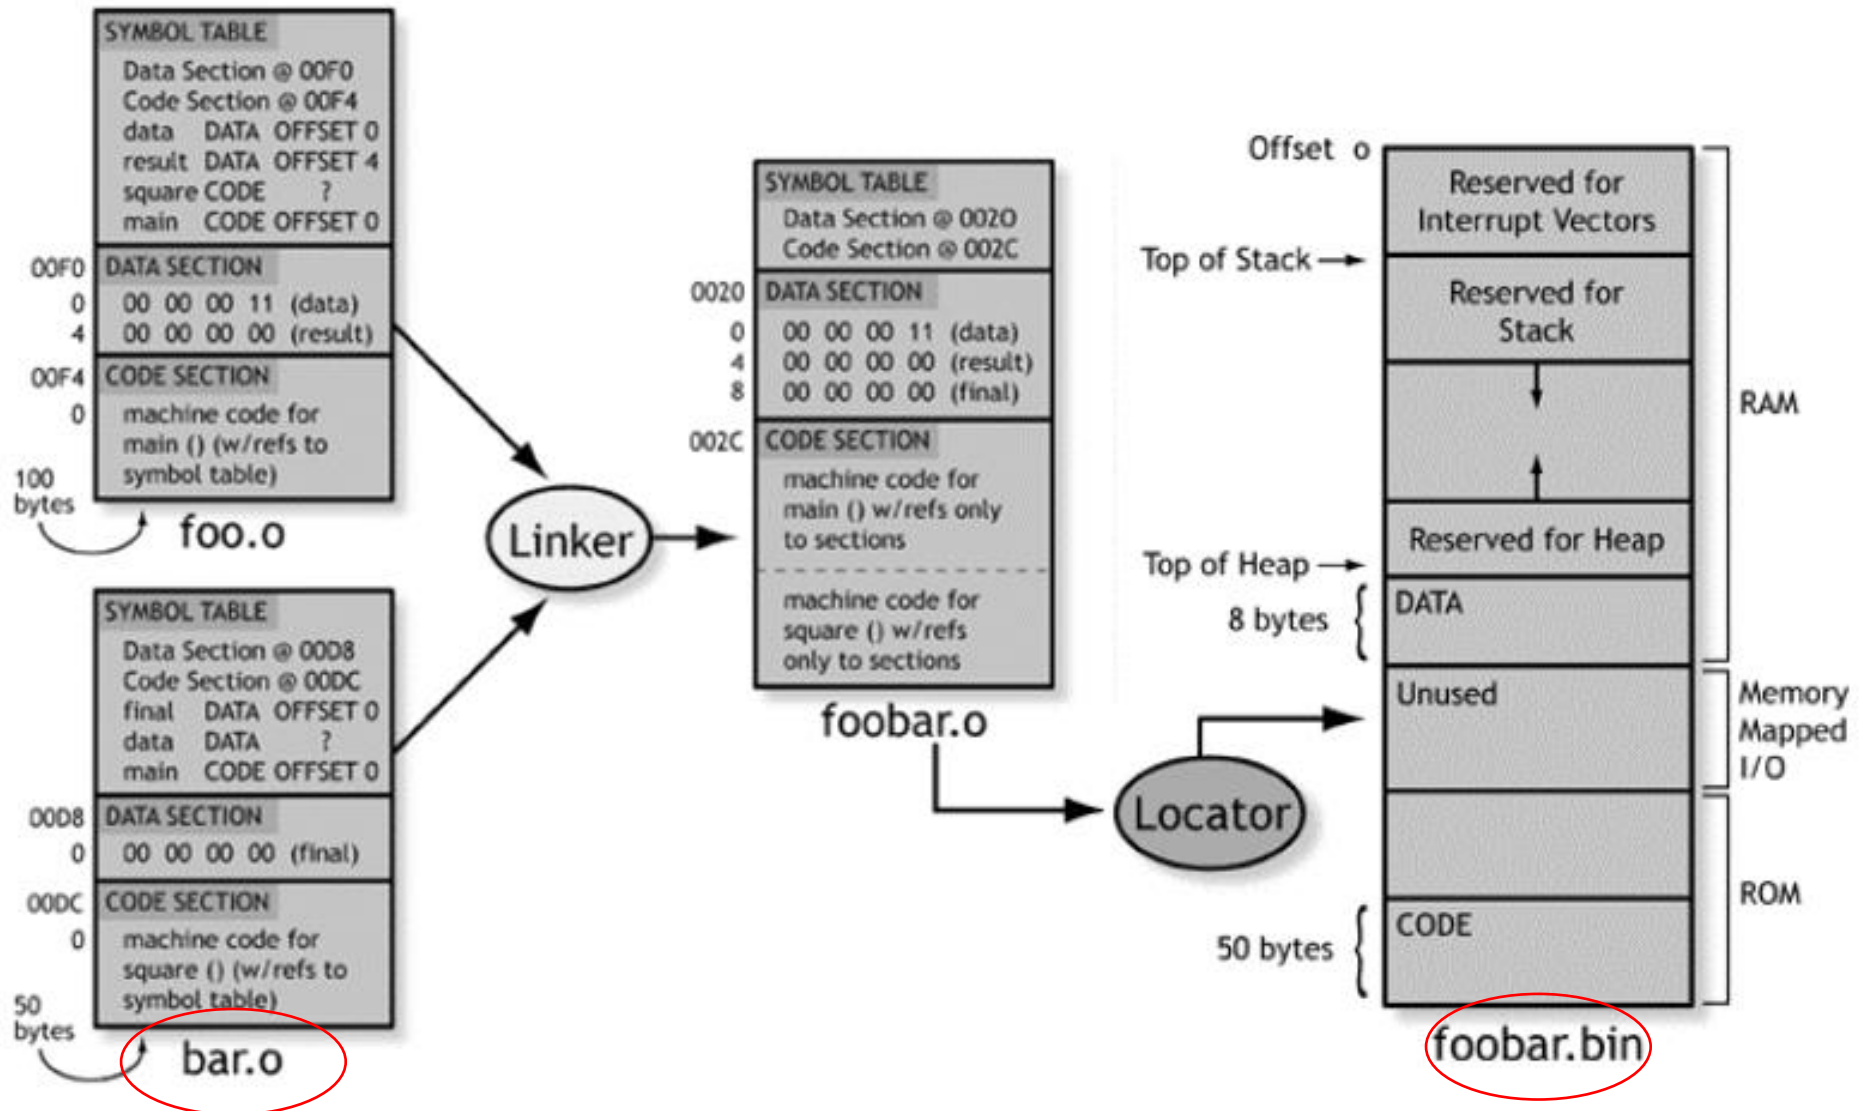 SYMBOL TABLE
Data Section @ 00F0
Code Section @ 00F4
data DATA OFFSET 0
result DATA OFFSET 4
square CODE ?
main CODE OFFSET 0
00F0 DATA SECTION
0 00 00 00 11 (data)
4 00 00 00 00 (result)
00F4 CODE SECTION
0 machine code for
main () (w/refs to
symbol table)
100
bytes
foo.o
SYMBOL TABLE
Data Section @ 00D8
Code Section @ 00DC
final DATA OFFSET 0
data DATA ?
main CODE OFFSET 0
00D8 DATA SECTION
0 00 00 00 00 (final)
00DC CODE SECTION
0 machine code for
square () (w/refs to
symbol table)
50
bytes
bar.o
Linker
SYMBOL TABLE
Data Section @ 002O
Code Section @ 002C
0020 DATA SECTION
0 00 00 00 11 (data)
4 00 00 00 00 (result)
8 00 00 00 00 (final)
002C CODE SECTION
machine code for
main () w/refs only
to sections
machine code for
square () w/refs
only to sections
foobar.o
Locator
Offset o
Reserved for
Interrupt Vectors
Top of Stack
Reserved for
Stack
RAM
Reserved for Heap
Top of Heap
8 bytes
DATA
Unused
Memory
Mapped
I/O
ROM
50 bytes
CODE
foobar.bin